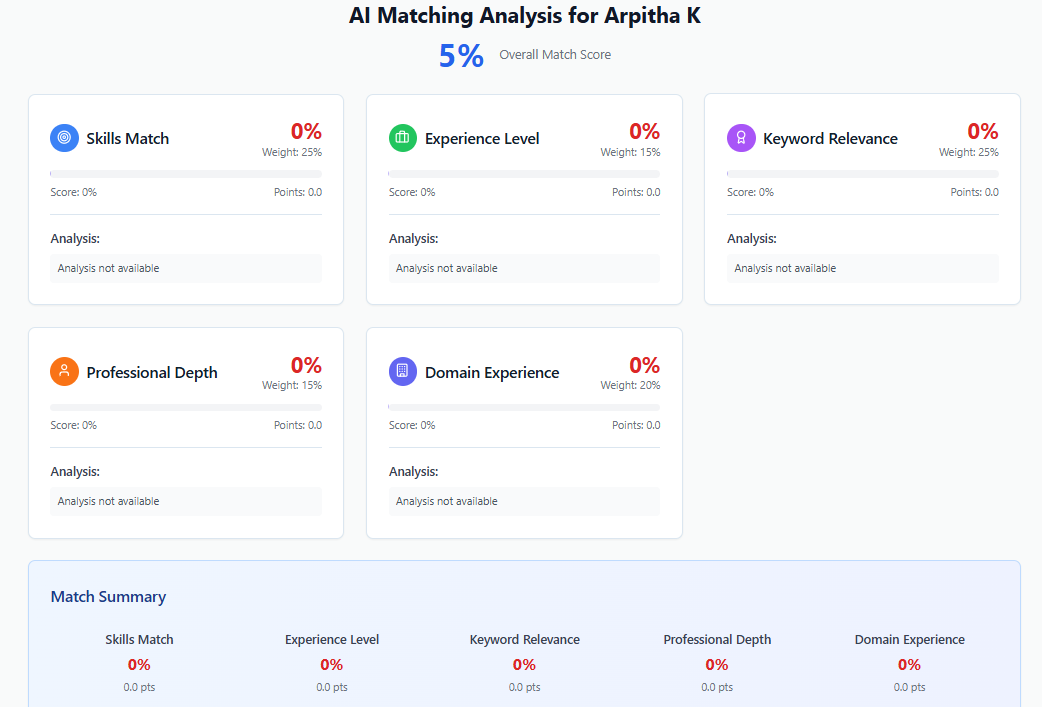 AI Matching Analysis for Arpitha K
5% Overall Match Score
Skills Match
0%
Weight: 25%
Score: 0% Points: 0.0
Analysis:
Analysis not available
Experience Level
0%
Weight: 15%
Score: 0% Points: 0.0
Analysis:
Analysis not available
Keyword Relevance
0%
Weight: 25%
Score: 0% Points: 0.0
Analysis:
Analysis not available
Professional Depth
0%
Weight: 15%
Score: 0% Points: 0.0
Analysis:
Analysis not available
Domain Experience
0%
Weight: 20%
Score: 0% Points: 0.0
Analysis:
Analysis not available
Match Summary
Skills Match
0%
0.0 pts
Experience Level
0%
0.0 pts
Keyword Relevance
0%
0.0 pts
Professional Depth
0%
0.0 pts
Domain Experience
0%
0.0 pts